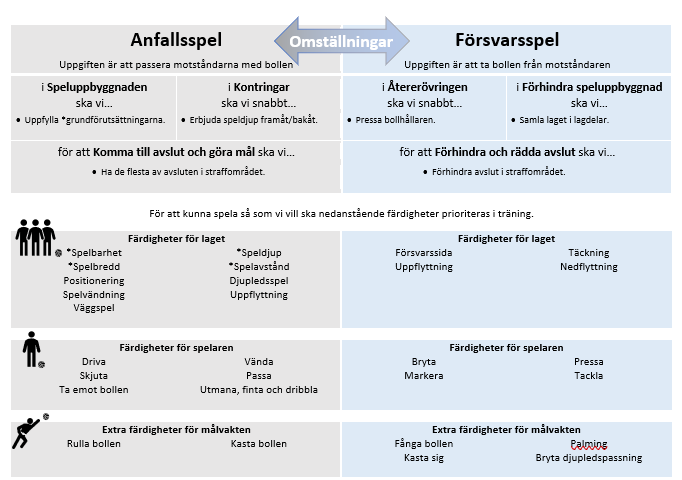 Anfallsspel
Omställningar
Försvarsspel
Uppgiften är att passera motståndarna med bollen
Uppgiften är att ta bollen från motståndaren
i Speluppbyggnaden
ska vi...
• Uppfylla *grundförutsättningarna.
i Kontringar
ska vi snabbt...
• Erbjuda speldjup framåt/bakåt.
i Återerövringen
ska vi snabbt...
• Pressa bollhållaren.
i Förhindra speluppbyggnad
ska vi...
• Samla laget i lagdelar.
för att Komma till avslut och göra mål ska vi...
• Ha de flesta av avsluten i straffområdet.
för att Förhindra och rädda avslut ska vi...
• Förhindra avslut i straffområdet.
För att kunna spela så som vi vill ska nedanstående färdigheter prioriteras i träning.
Färdigheter för laget
*Spelbarhet
*Speldjup
*Spelbredd
*Spelavstånd
Positionering
Djupledsspel
Spelvändning
Uppflyttning
Väggspel
Färdigheter för laget
Försvarssida
Täckning
Uppflyttning
Nedflyttning
Färdigheter för spelaren
Driva
Vända
Skjuta
Passa
Ta emot bollen
Utmana, finta och dribbla
Färdigheter för spelaren
Bryta
Pressa
Markera
Tackla
Extra färdigheter för målvakten
Rulla bollen
Kasta bollen
Extra färdigheter för målvakten
Fånga bollen
Palming
Kasta sig
Bryta djupledspassning